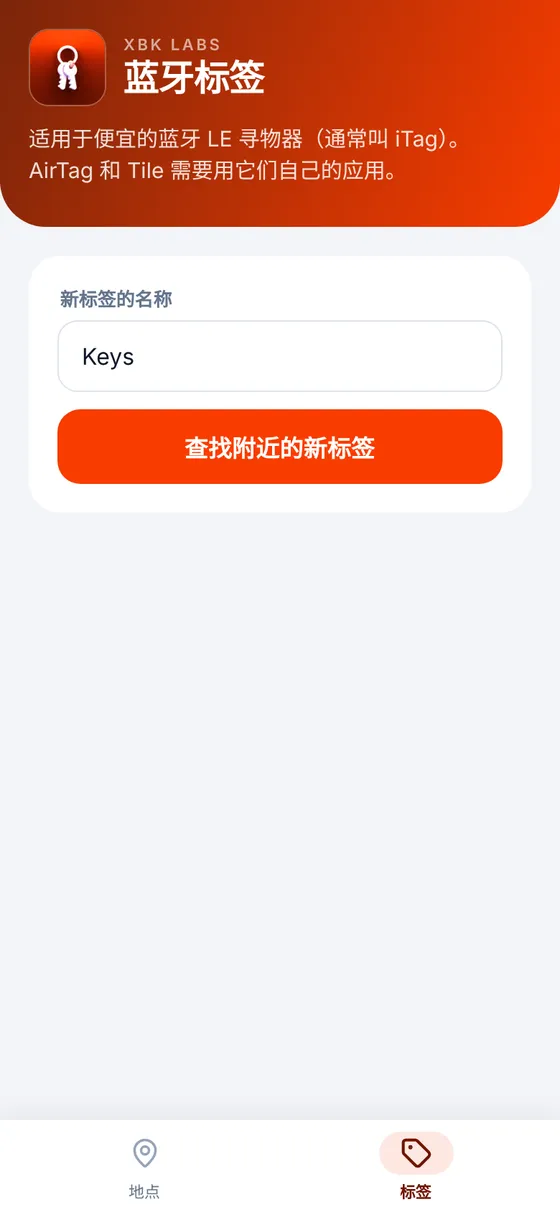 XBK LABS
蓝牙标签
适用于便宜的蓝牙 LE 寻物器（通常叫 iTag）。
AirTag 和 Tile 需要用它们自己的应用。
新标签的名称
Keys
查找附近的新标签
地点
标签